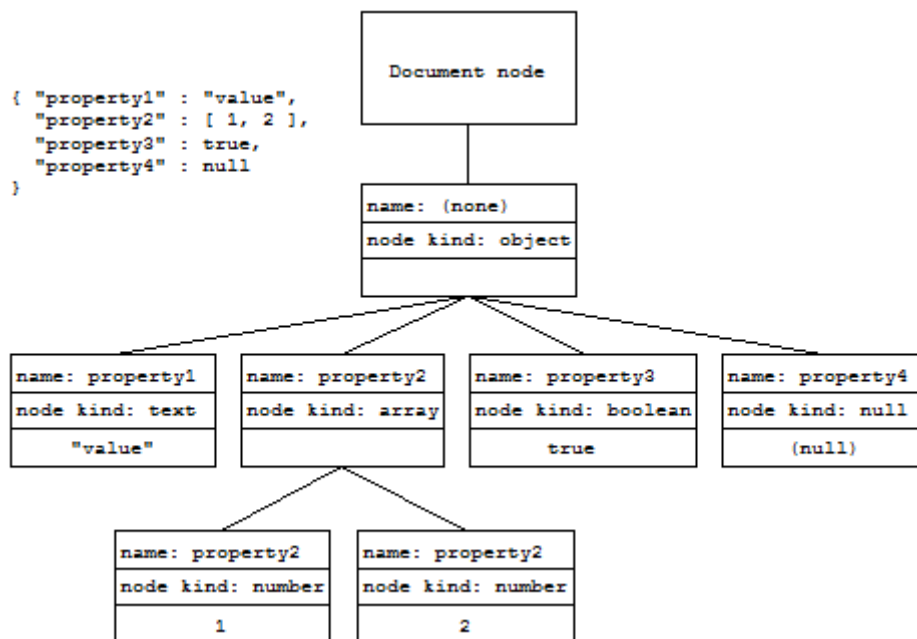 Document node
{ "property1" : "value",
"property2" : [ 1, 2 ],
"property3" : true,
"property4" : null
}
name: (none)
node kind: object
name: property1
node kind: text
"value"
name: property2
node kind: array
name: property3
node kind: boolean
true
name: property4
node kind: null
(null)
name: property2
node kind: number
1
name: property2
node kind: number
2